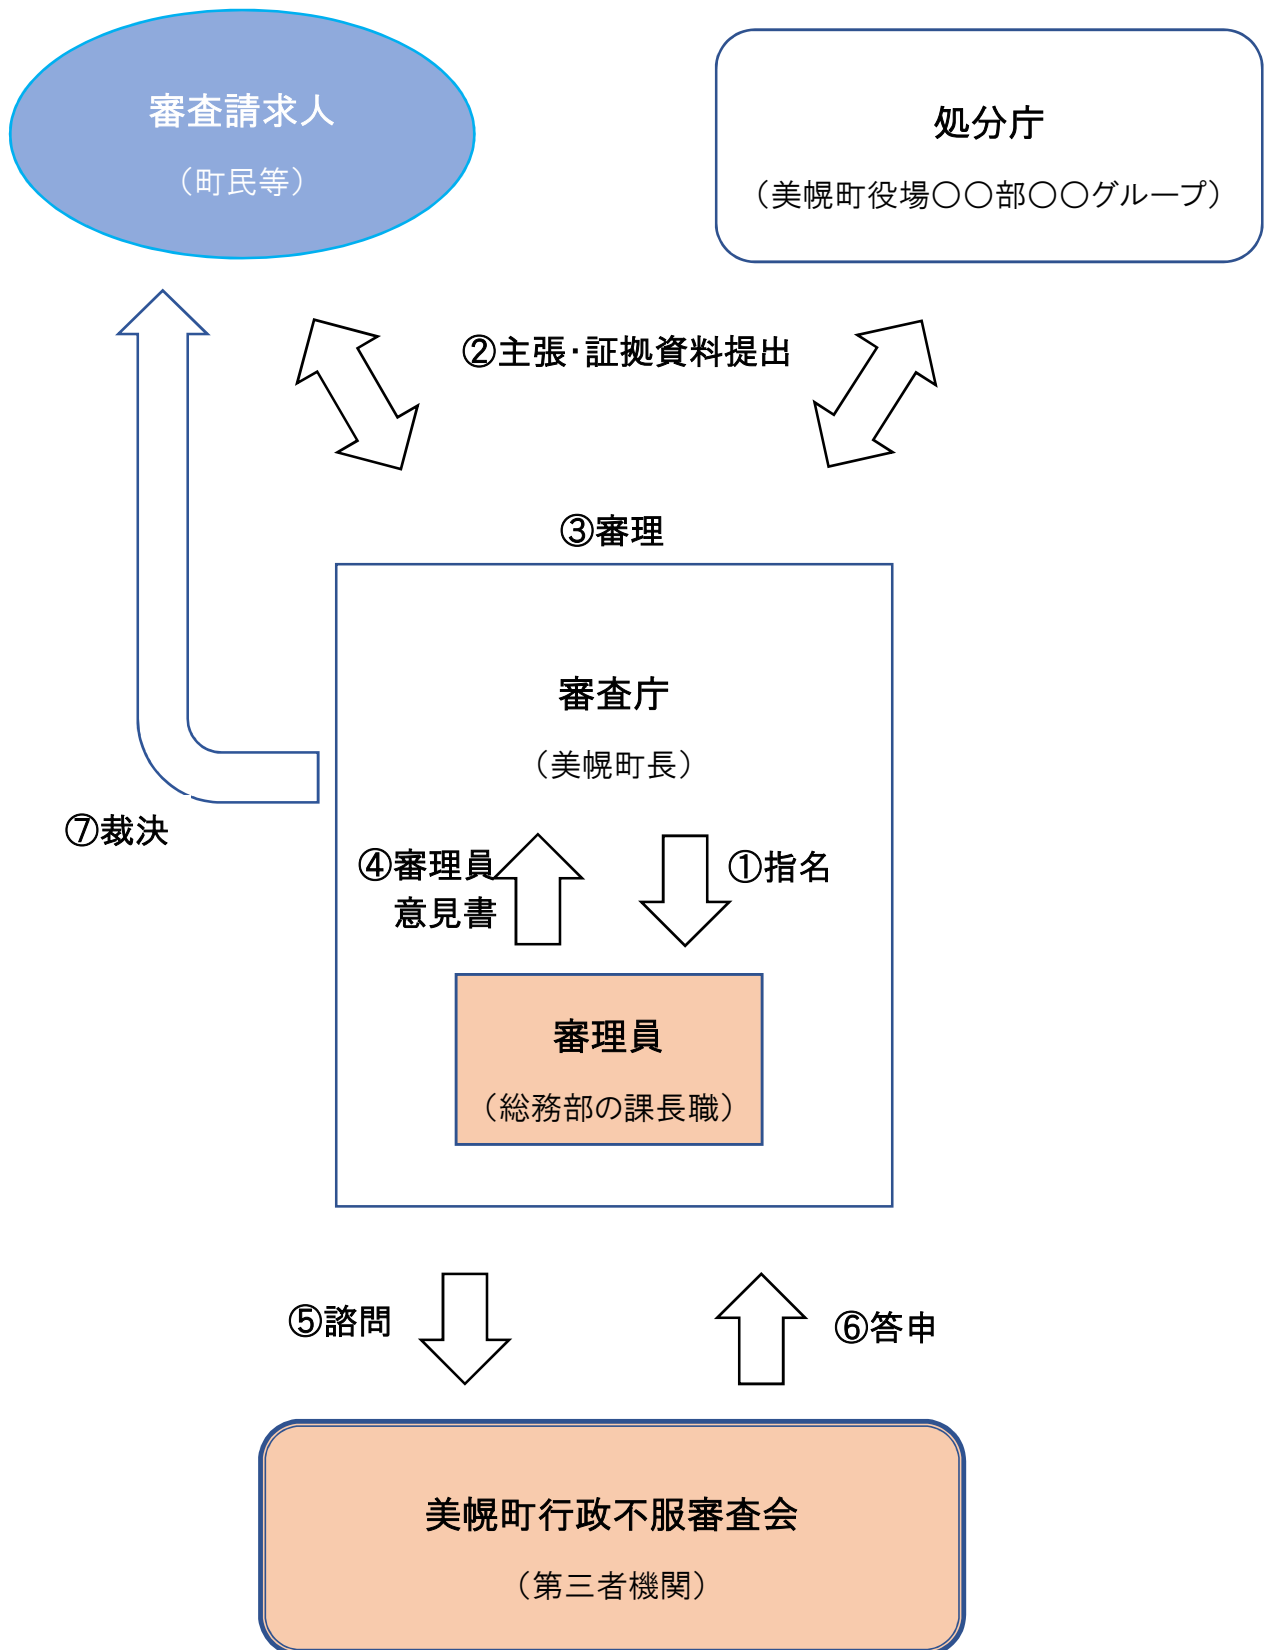 審査請求人
（町民等）
処分庁
（美幌町役場〇〇部〇〇グループ）
②主張・証拠資料提出
③審理
審査庁
（美幌町長）
⑦裁決
④審理員
意見書
①指名
審理員
（総務部の課長職）
⑤諮問
⑥答申
美幌町行政不服審査会
（第三者機関）